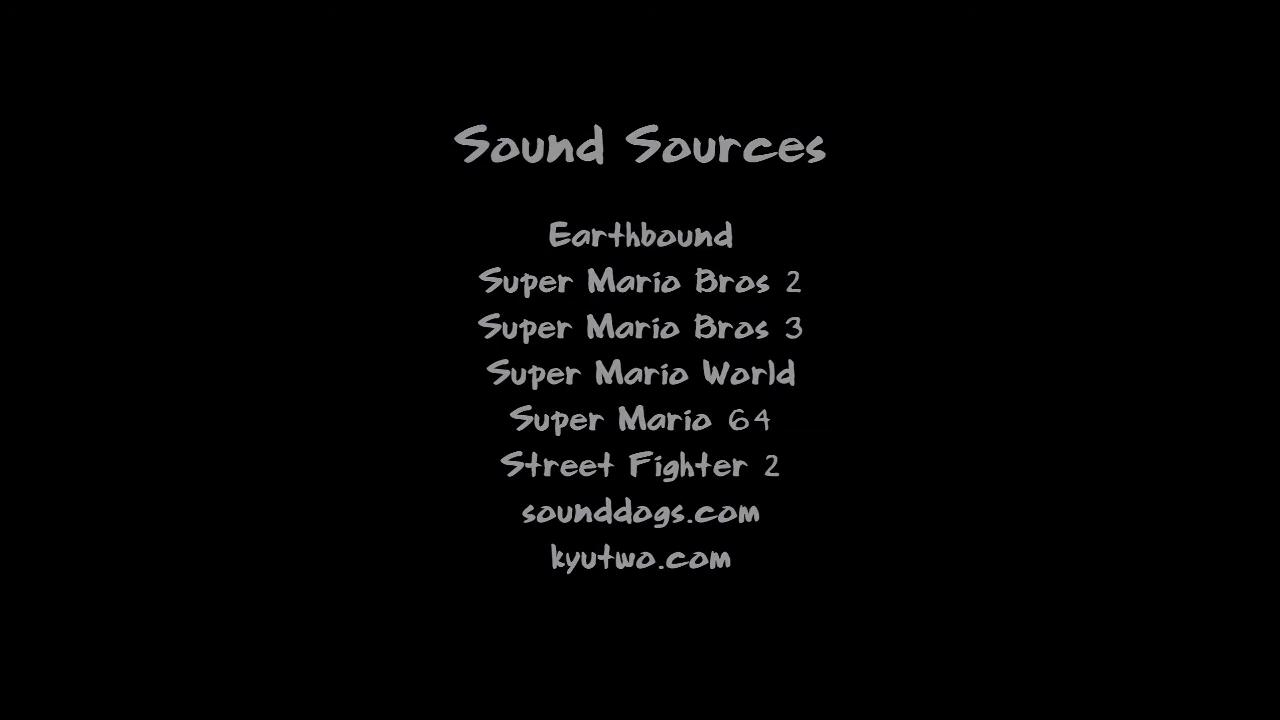 Sound Sources
Earthbound
Super Mario Bros 2
Super Mario Bros 3
Super Mario World
Super Mario 64
Street Fighter 2
sounddogs.com
kyutwo.com